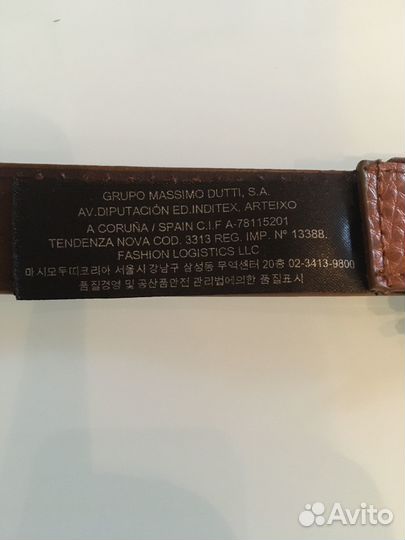 GRUPO MASSIMO DUTTI, S.A.
AV.DIPUTACIÓN ED.INDITEX. ARTEIXO
A CORUÑA / SPAIN C.I.F A-78115201
TENDENZA NOVA COD. 3313 REG. IMP. Nº 13388.
FASHION LOGISTICS LLC
마시모두띠코리아 서울시강남구 삼성동 무역센터 20층 02-3413-9800
품질경영 및 공산품안전 관리법에의한 품질표시
Avito